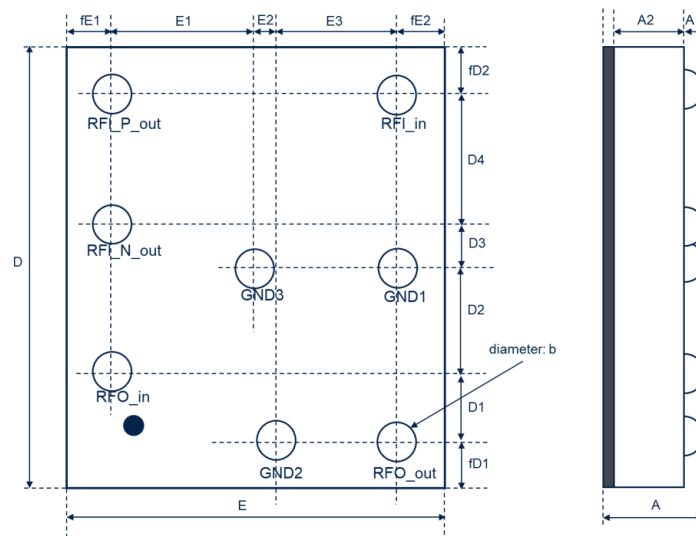 fE1 E1 E2 E3 fE2 A2 A
fD2
RFI_P_out RFI_in
D4
RFI_N_out D3
D
GND3 GND1
D2
diameter: b
RFO_in
D1
GND2 RFO_out
fD1
E A